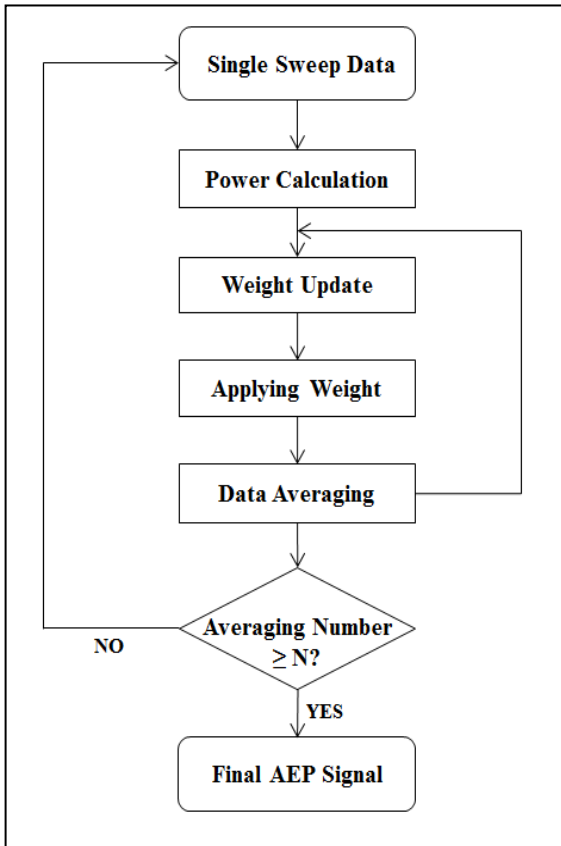 Single Sweep Data
Power Calculation
Weight Update
Applying Weight
Data Averaging
Averaging Number
≥ N?
NO
YES
Final AEP Signal